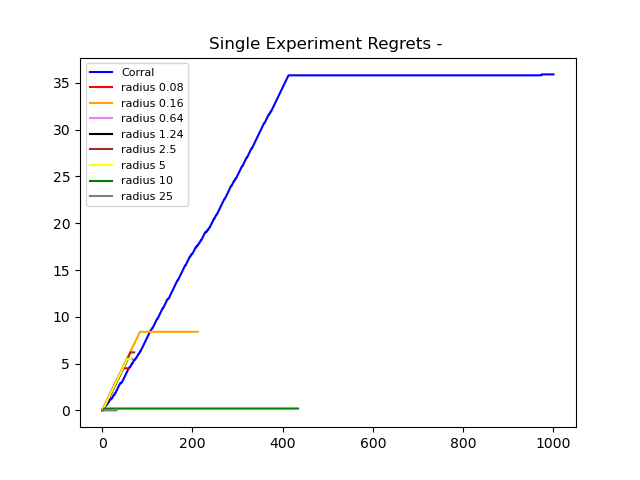 Single Experiment Regrets -
Corral
radius 0.08
radius 0.16
radius 0.64
radius 1.24
radius 2.5
radius 5
radius 10
radius 25
35
30
25
20
15
10
5
0
0 200 400 600 800 1000